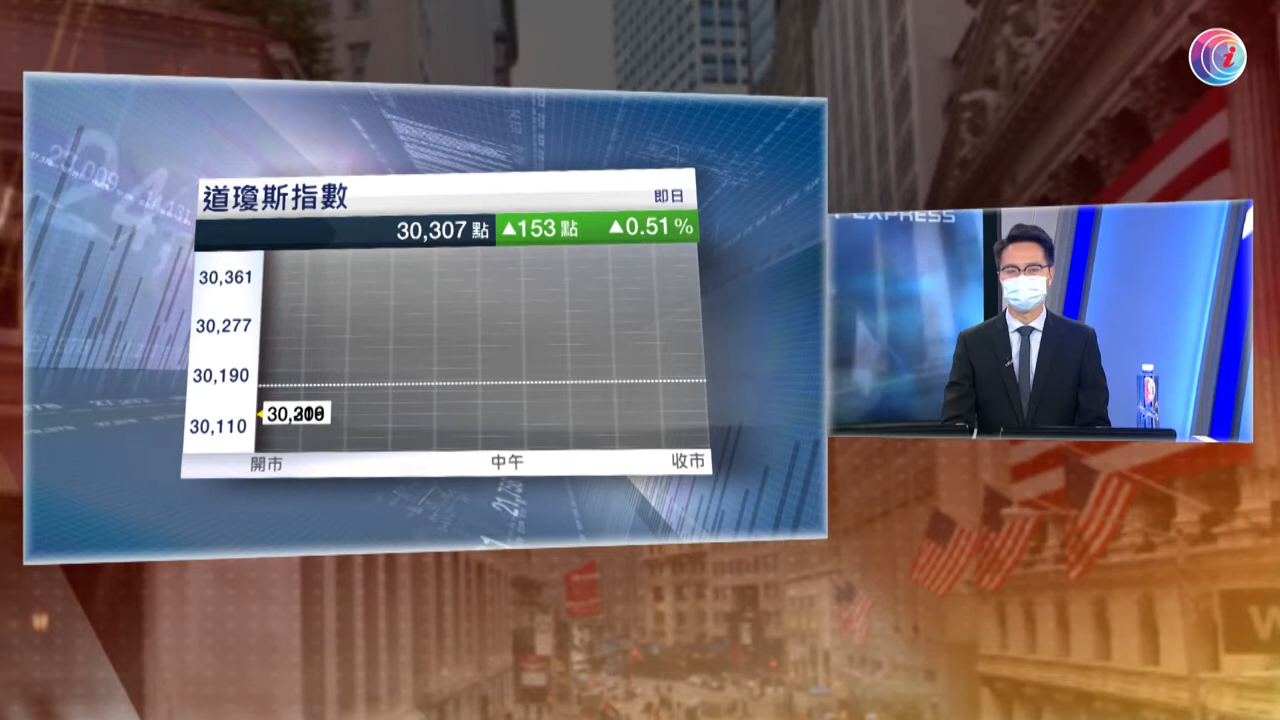 道瓊斯指數
即日
30,307 點 ▲153 點 ▲0.51 %
30,361
30,277
30,190
30,110
開市 中午 收市
EXPRESS
i